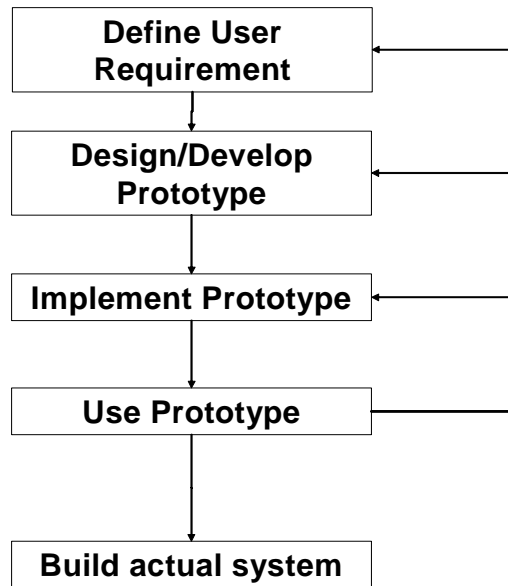 Define User
Requirement
Design/Develop
Prototype
Implement Prototype
Use Prototype
Build actual system